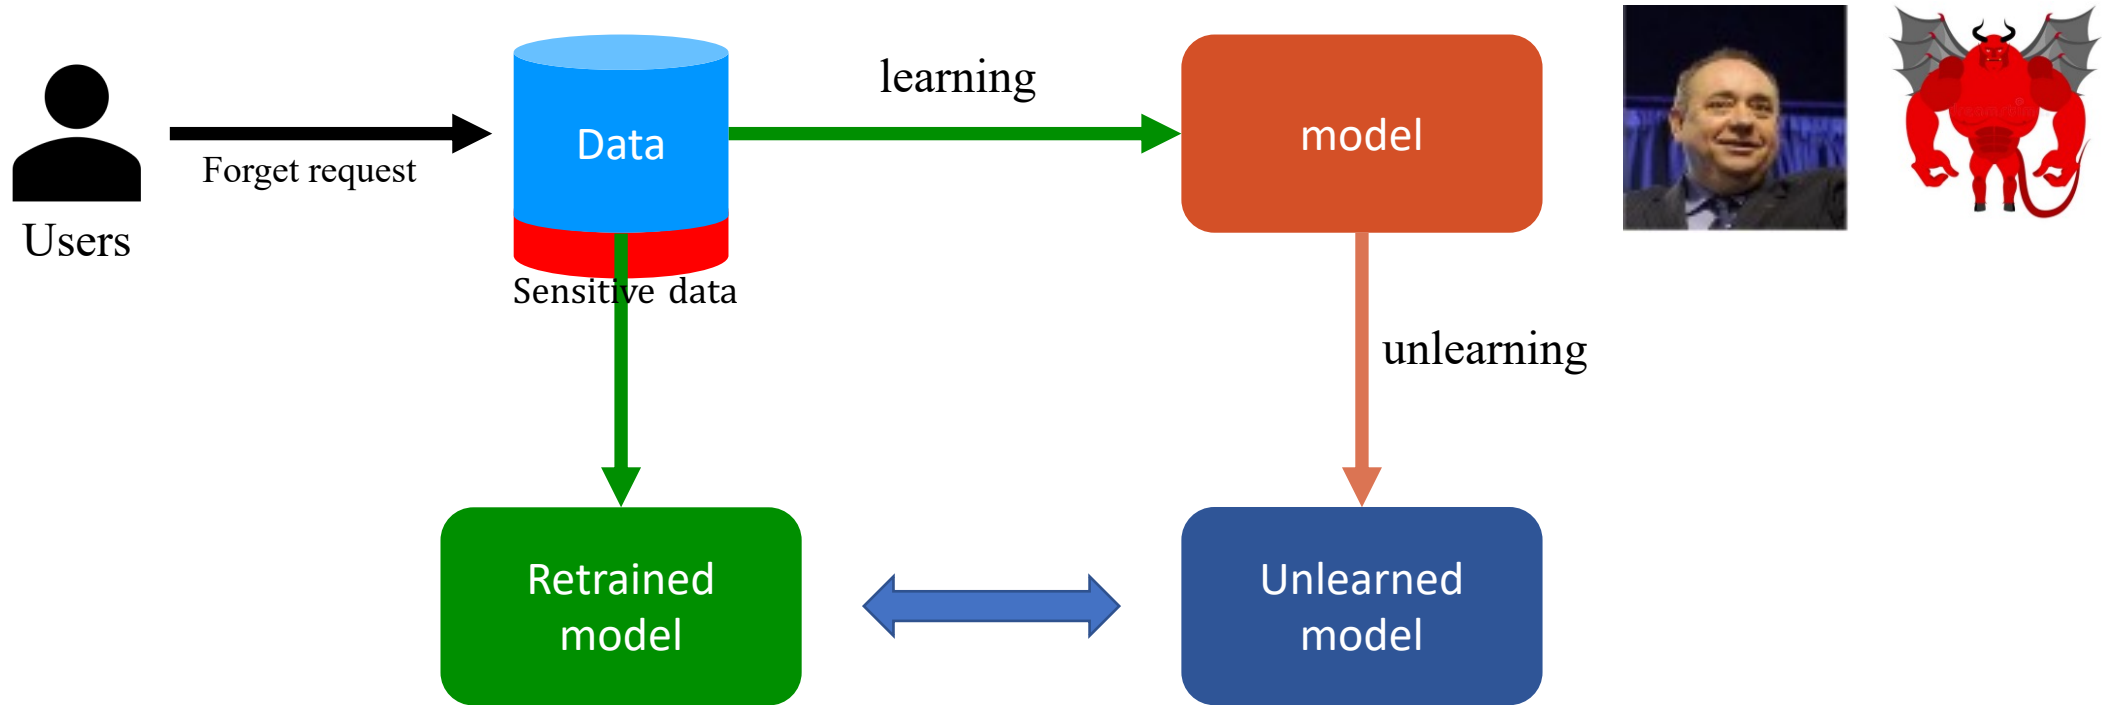 learning
Data
model
Forget request
Users
Sensitive data
unlearning
Retrained
model
Unlearned
model